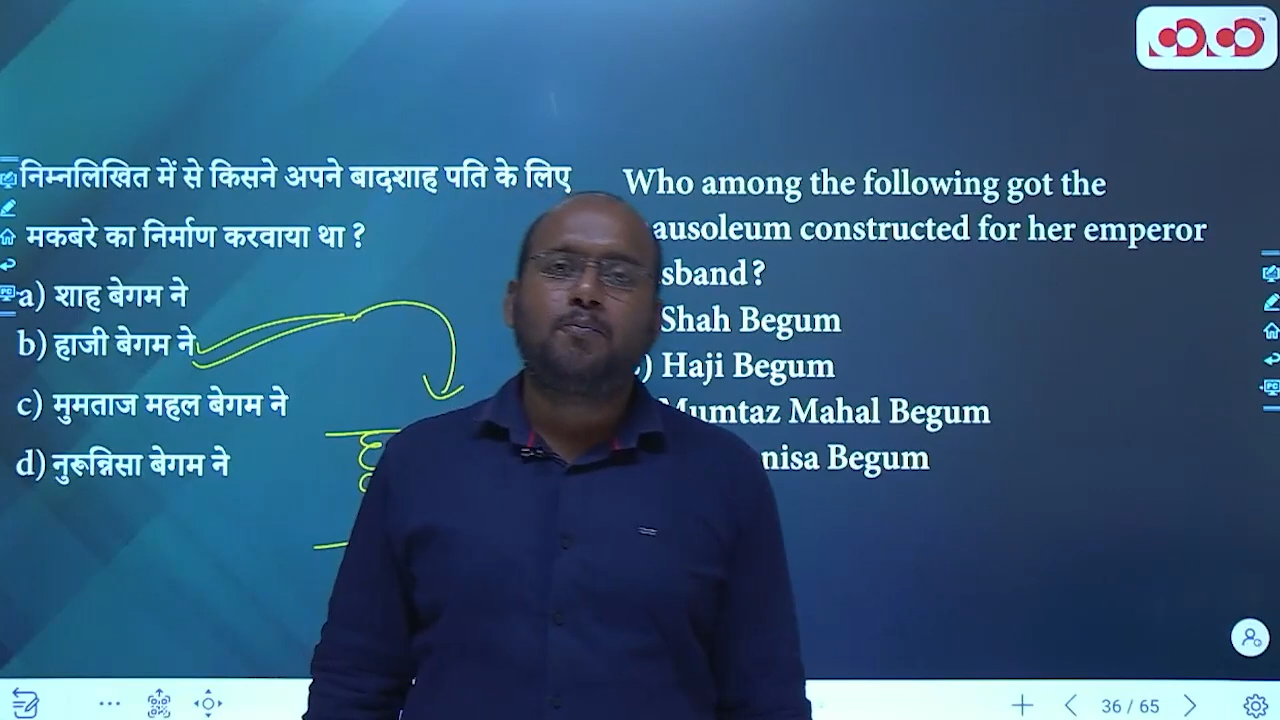 निम्नलिखित में से किसने अपने बादशाह पति के लिए
मकबरे का निर्माण करवाया था ?
a) शाह बेगम ने
b) हाजी बेगम ने
c) मुमताज महल बेगम ने
d) नुरून्निसा बेगम ने
Who among the following got the
ausoleum constructed for her emperor
sband?
Shah Begum
) Haji Begum
Mumtaz Mahal Begum
nisa Begum
36 / 65